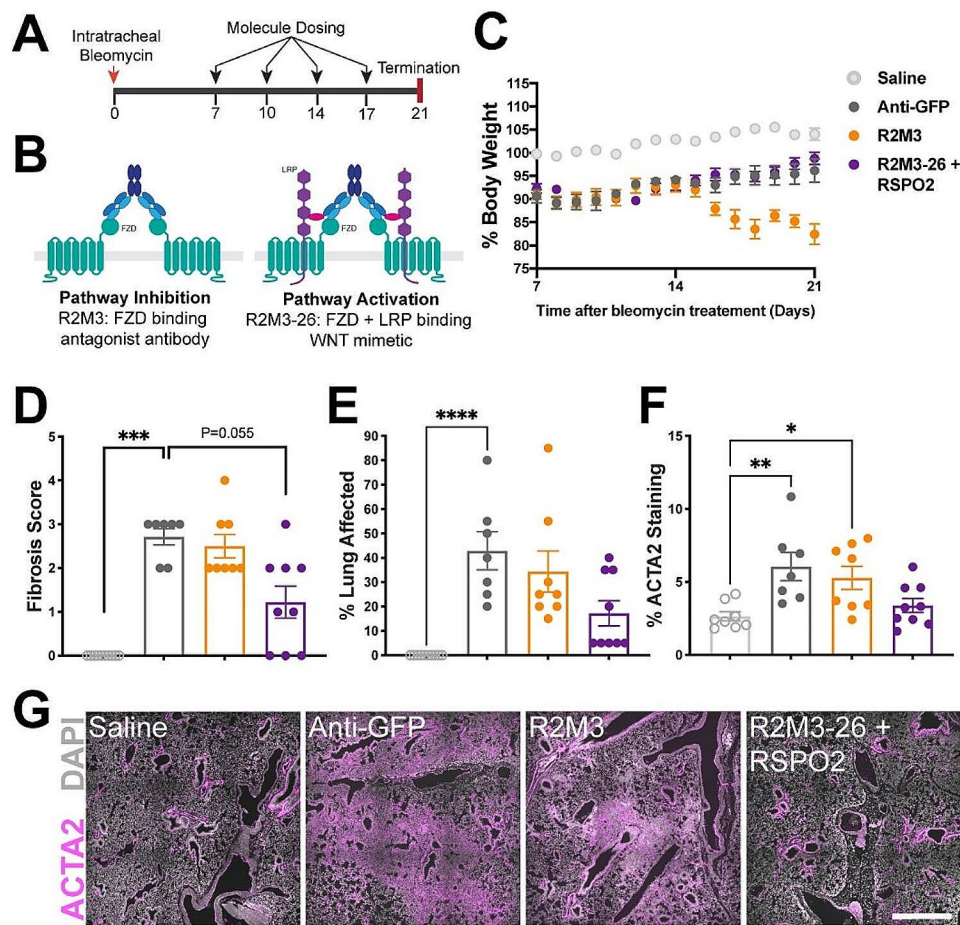 A
Intratracheal
Bleomycin
Molecule Dosing
Termination
0
7
10
14
17
21
B
LRP
FZD
FZD
Pathway Inhibition
R2M3: FZD binding
antagonist antibody
Pathway Activation
R2M3-26: FZD + LRP binding
WNT mimetic
C
% Body Weight
115
110
105
100
95
90
85
80
75
7
14
21
Time after bleomycin treatement (Days)
Saline
Anti-GFP
R2M3
R2M3-26 +
RSPO2
D
Fibrosis Score
5
4
3
2
1
0
***
P=0.055
E
% Lung Affected
90
80
70
60
50
40
30
20
10
0
****
F
% ACTA2 Staining
15
10
5
0
*
**
G
ACTA2 DAPI
Saline
Anti-GFP
R2M3
R2M3-26 +
RSPO2